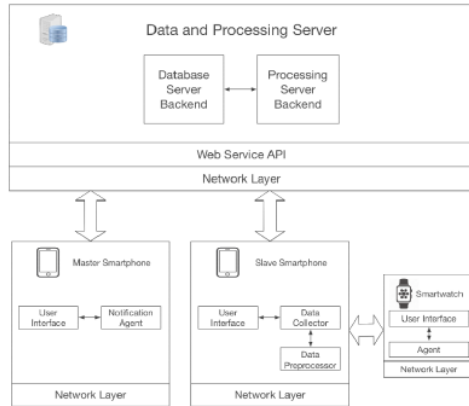 Data and Processing Server
Database
Server
Backend
Processing
Server
Backend
Web Service API
Network Layer
Master Smartphone
User
Interface
Notification
Agent
Network Layer
Slave Smartphone
User
Interface
Data
Collector
Data
Preprocessor
Network Layer
Smartwatch
User Interface
Agent
Network Layer